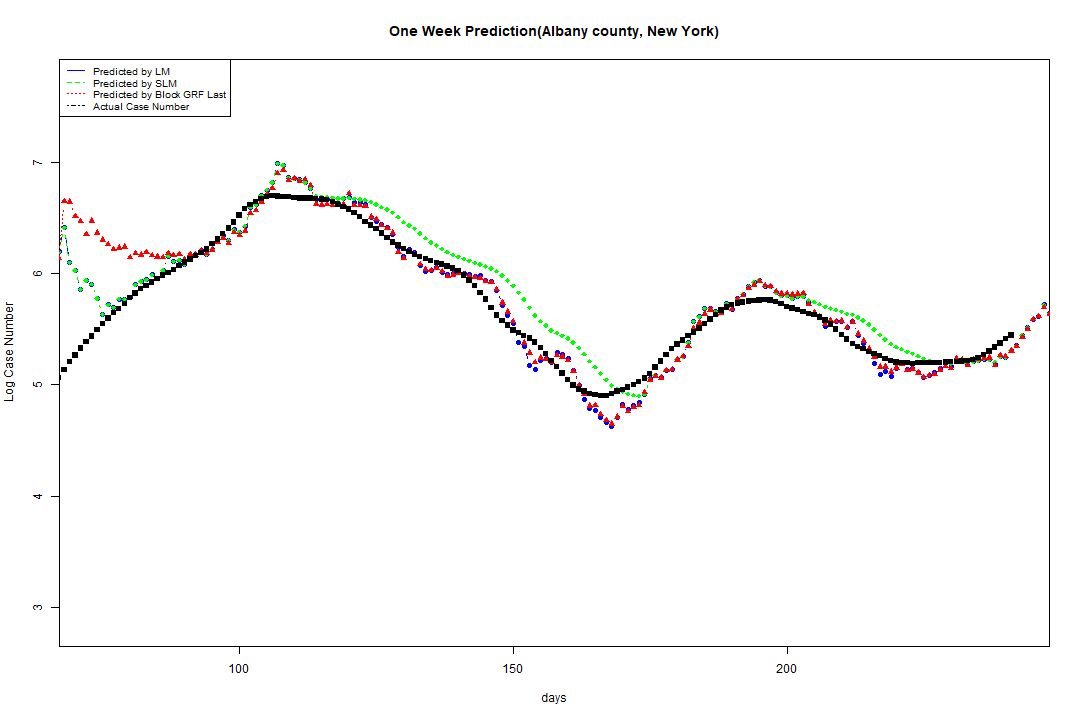 One Week Prediction(Albany county, New York)
Predicted by LM
Predicted by SLM
Predicted by Block GRF Last
Actual Case Number
7
6
5
4
3
Log Case Number
100 150 200
days